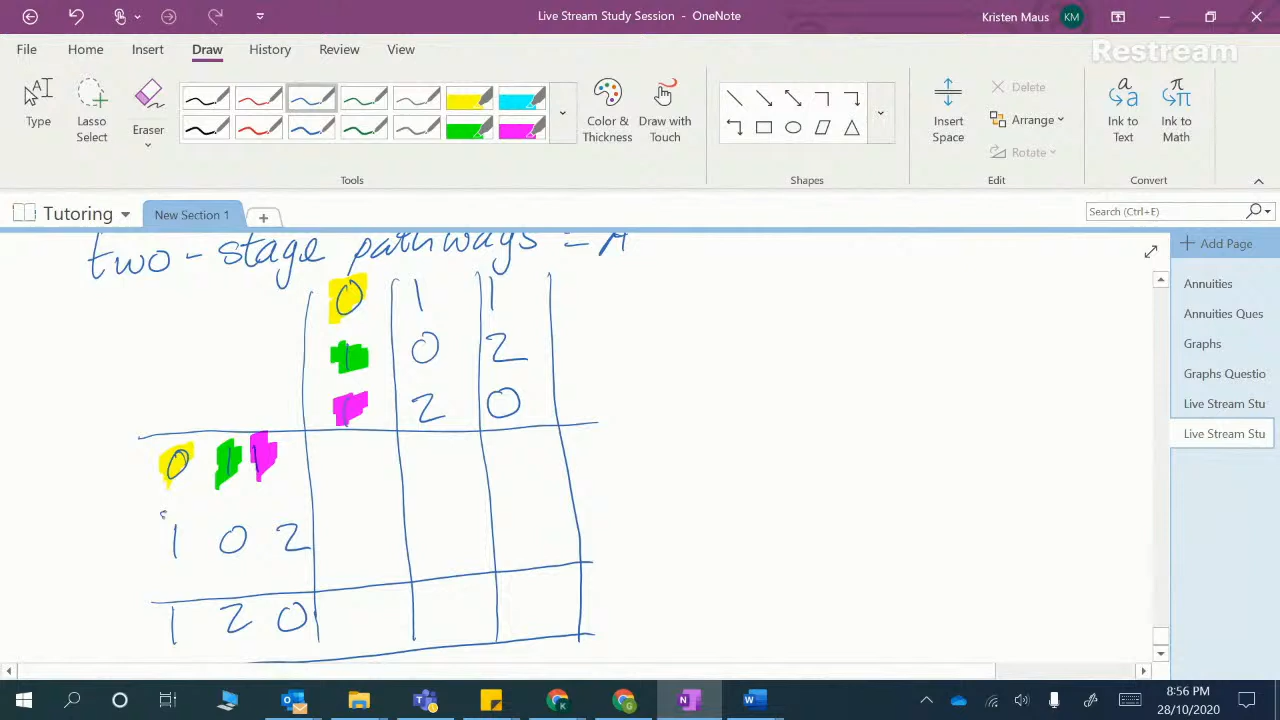 Live Stream Study Session - OneNote
Kristen Maus
KM
Restream
File Home Insert Draw History Review View
Type
Lasso Select
Eraser
Color & Thickness
Draw with Touch
Insert Space
Delete
Arrange
Rotate
Ink to Text
Ink to Math
Tools
Shapes
Edit
Convert
Tutoring
New Section 1
Search (Ctrl+E)
Add Page
Annuities
Annuities Ques
Graphs
Graphs Questio
Live Stream Stu
Live Stream Stu
two-stage pathways = A
0 1 1
1 0 2
1 2 0
0 1 1
1 0 2
1 2 0
8:56 PM
28/10/2020